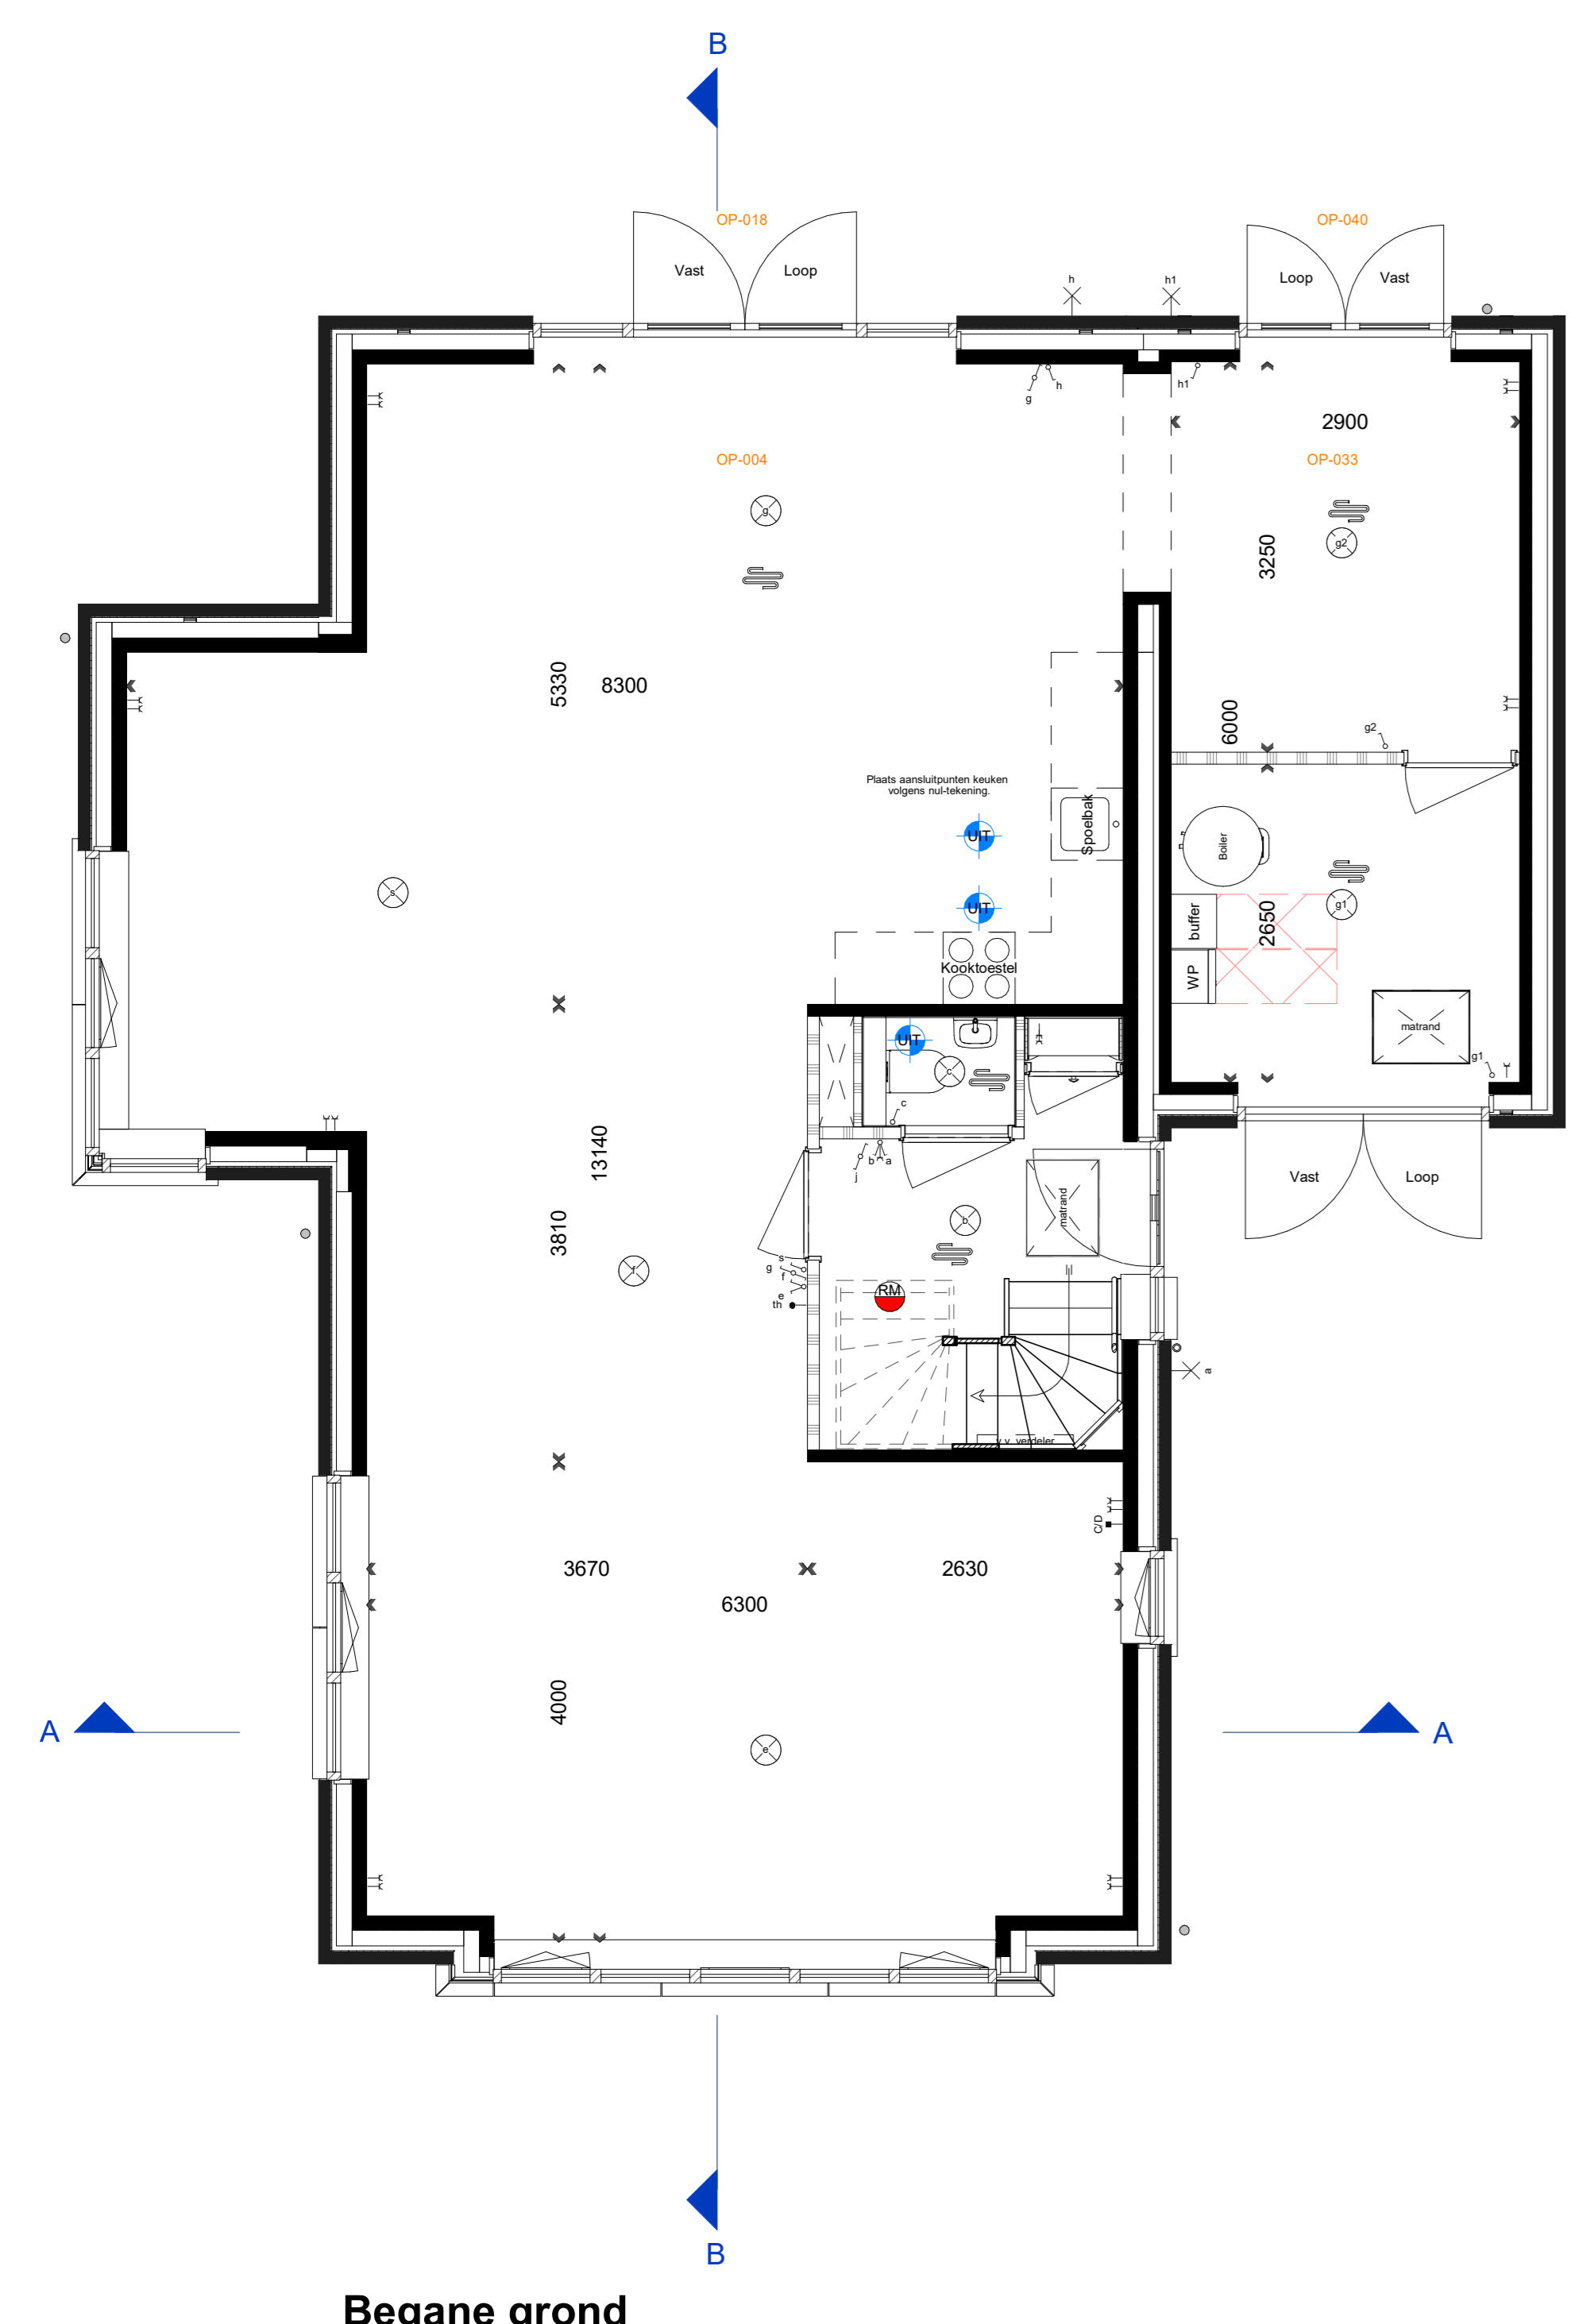 B
OP-018
OP-040
Vast
Loop
Loop
Vast
h
h1
g
h
h1
2900
OP-004
OP-033
g
g2
3250
5330
8300
6000
g2
Plaats aansluitpunten keuken
volgens nul-tekening.
UIT
Spoelbak
Boiler
s
UIT
buffer
2650
g1
Kooktoestel
WP
matrand
g1
UIT
c
c
13140
b
a
j
Vast
Loop
3810
b
matrand
s
g
f
f
e
th
RM
a
v.v. verdeler
C/D
3670
2630
6300
4000
A
A
e
B
Begane grond